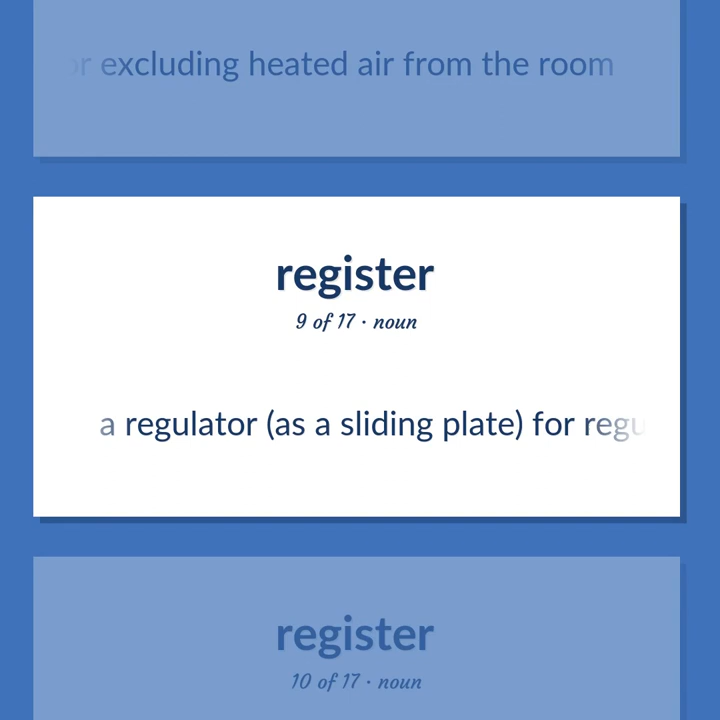 excluding heated air from the room
register
9 of 17 · noun
a regulator (as a sliding plate) for regu
register
10 of 17 · noun